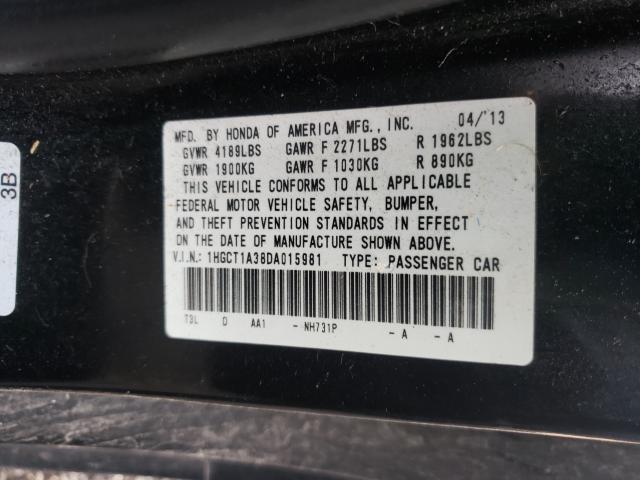 MFD. BY HONDA OF AMERICA MFG., INC. 04/'13
GVWR 4189LBS GAWR F 2271LBS R 1962LBS
GVWR 1900KG GAWR F 1030KG R 890KG
THIS VEHICLE CONFORMS TO ALL APPLICABLE
FEDERAL MOTOR VEHICLE SAFETY, BUMPER,
AND THEFT PREVENTION STANDARDS IN EFFECT
ON THE DATE OF MANUFACTURE SHOWN ABOVE.
V.I.N.: 1HGCT1A38DA015981 TYPE: PASSENGER CAR
T3L D AA1 - NH731P - A - A
3B